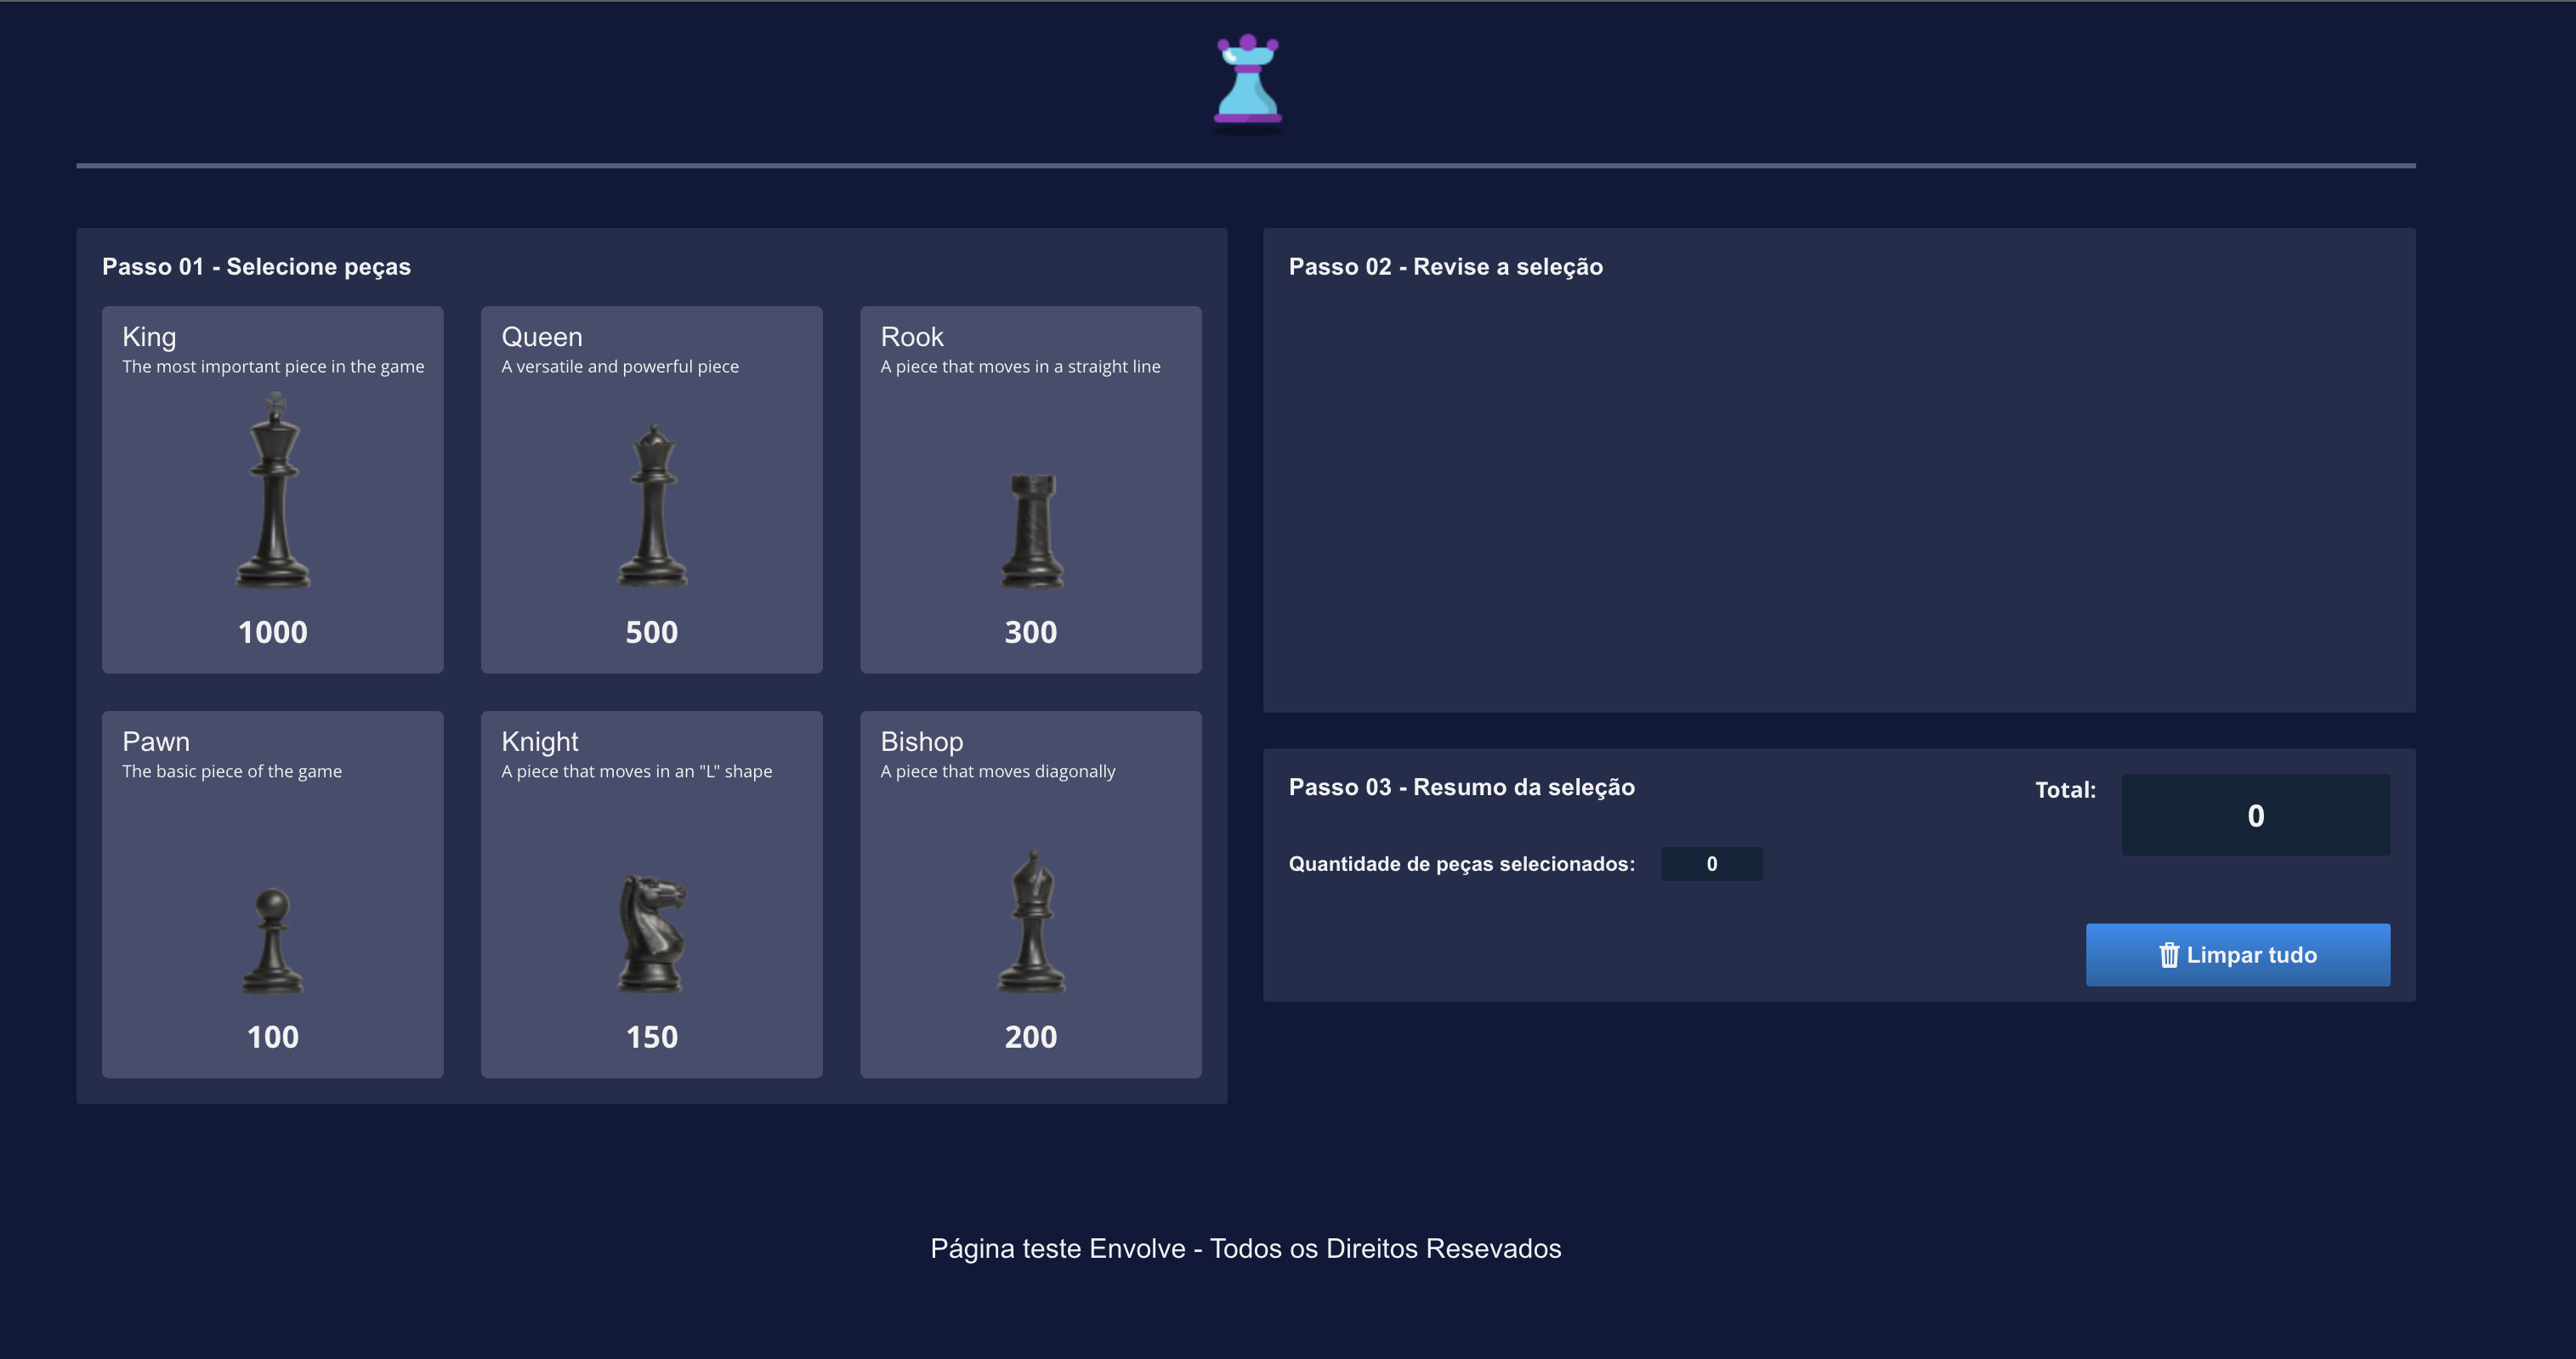 Passo 01 - Selecione peças
King
The most important piece in the game
1000
Queen
A versatile and powerful piece
500
Rook
A piece that moves in a straight line
300
Pawn
The basic piece of the game
100
Knight
A piece that moves in an "L" shape
150
Bishop
A piece that moves diagonally
200
Passo 02 - Revise a seleção
Passo 03 - Resumo da seleção
Total: 0
Quantidade de peças selecionados: 0
Limpar tudo
Página teste Envolve - Todos os Direitos Resevados